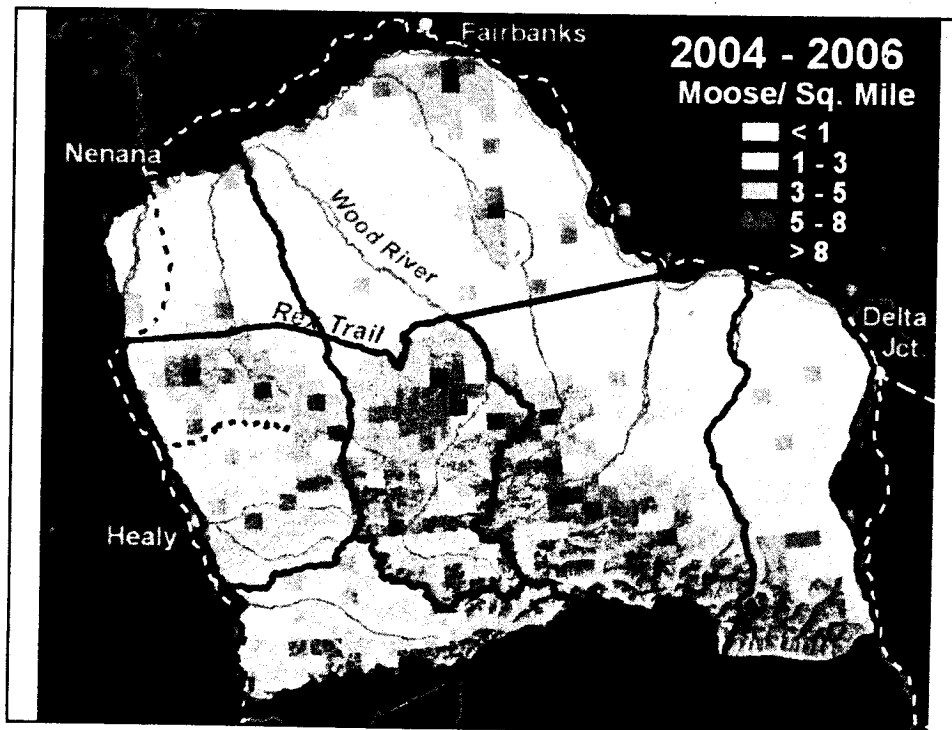 Fairbanks
2004 - 2006
Moose/ Sq. Mile
< 1
1 - 3
3 - 5
5 - 8
> 8
Nenana
Wood River
Rex Trail
Delta
Jct.
Healy